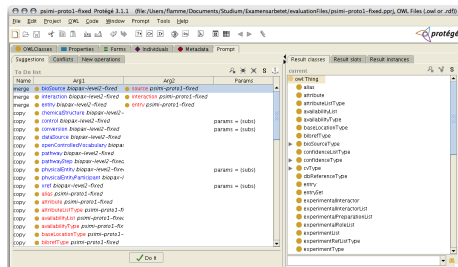 psimi-proto1-fixed Protégé 3.1.1 (file:/Users/flamme/Documents/Studium/Examensarbetet/evaluationFiles/psimi-proto1-fixed.pprj, OWL Files (.owl or .rdf))
File Edit Project OWL Code Window Prompt Tools Help
protégé
OWLClasses Properties Forms Individuals Metadata Prompt
Suggestions Conflicts New operations
To Do list
Name Arg1 Arg2 Params
merge bioSource biopax-level2-fixed source psimi-proto1-fixed
merge interaction biopax-level2-fixed interaction psimi-proto1-fixed
merge entry biopax-level2-fixed entry psimi-proto1-fixed
copy chemicalStructure biopax-level2
copy control biopax-level2-fixed params = (subs)
copy conversion biopax-level2-fixed params = (subs)
copy dataSource biopax-level2-fixed
copy openControlledVocabulary biopax
copy pathway biopax-level2-fixed
copy pathwayStep biopax-level2-fixed
copy physicalEntity biopax-level2-fixe params = (subs)
copy physicalEntityParticipant biopax-l
copy xref biopax-level2-fixed params = (subs)
copy alias psimi-proto1-fixed
copy attribute psimi-proto1-fixed
copy attributeListType psimi-proto1-fi
copy availabilityList psimi-proto1-fixe
copy availabilityType psimi-proto1-fix
copy baseLocationType psimi-proto1-
copy bibrefType psimi-proto1-fixed
Do it
Result classes Result slots Result instances
current
owl:Thing
alias
attribute
attributeListType
availabilityList
availabilityType
baseLocationType
bibrefType
bioSourceType
confidenceListType
confidenceType
cvType
dbReferenceType
entry
entrySet
experimentalInteractor
experimentalInteractorList
experimentalPreparationList
experimentalRoleList
experimentList
experimentRefListType
experimentType